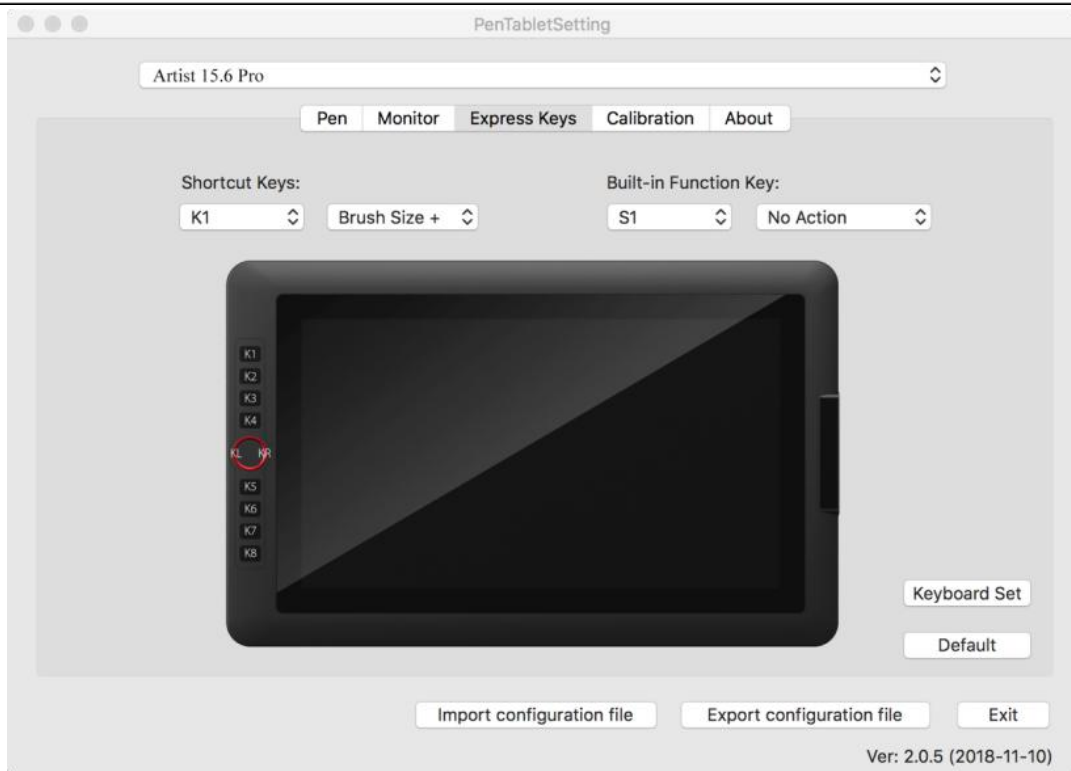 PenTabletSetting
Artist 15.6 Pro
Pen Monitor Express Keys Calibration About
Shortcut Keys: Built-in Function Key:
K1 Brush Size + S1 No Action
K1
K2
K3
K4
KL KR
K5
K6
K7
K8
Keyboard Set
Default
Import configuration file Export configuration file Exit
Ver: 2.0.5 (2018-11-10)